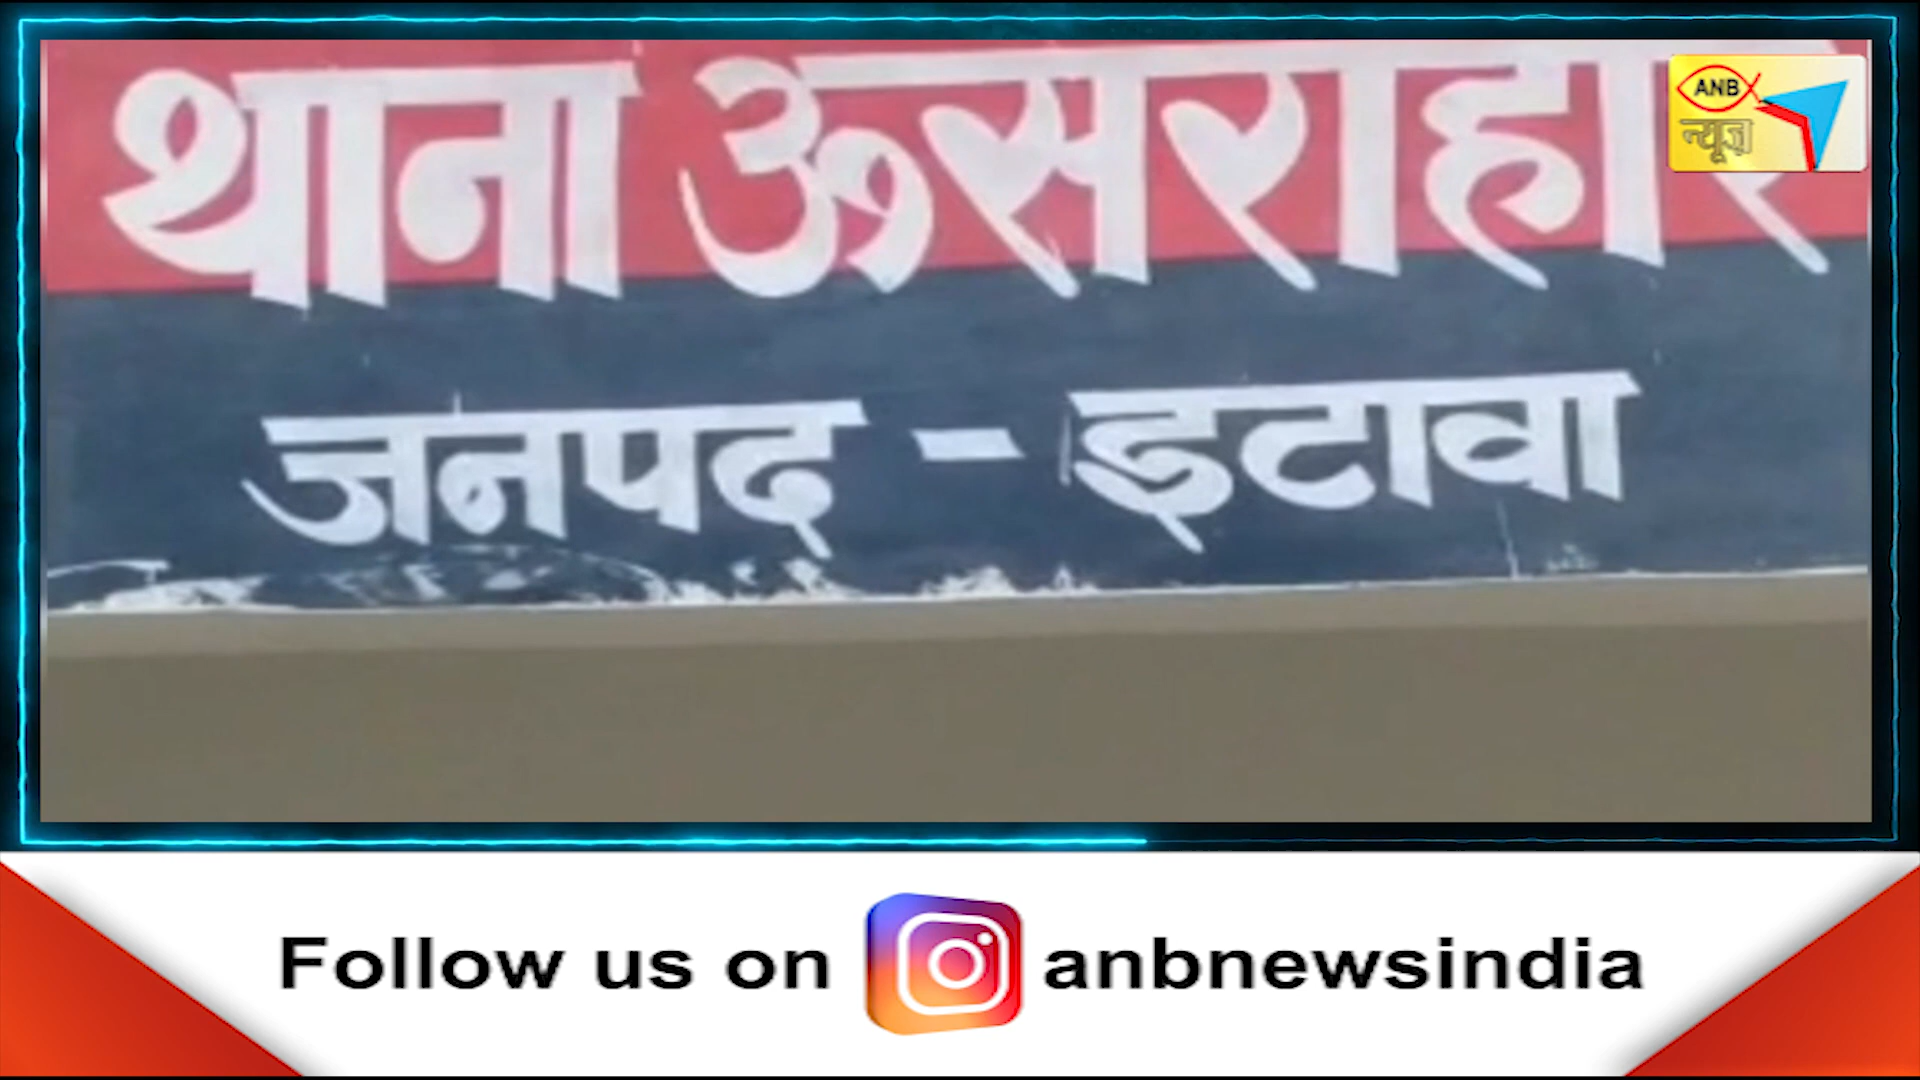 थाना ऊसराहार
ANB
न्यूज़
जनपद - इटावा
Follow us on anbnewsindia